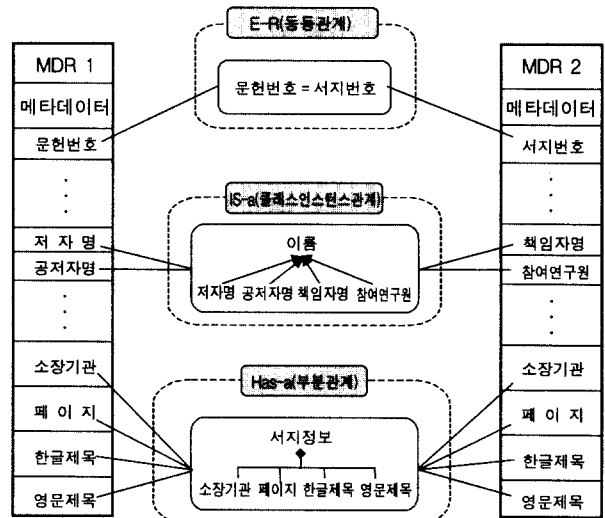 E-R(동등관계)
문헌번호 = 서지번호
MDR 1
메타데이터
문헌번호
저 자 명
공저자명
소장기관
페 이 지
한글제목
영문제목
IS-a(클래스인스턴스관계)
이름
저자명 공저자명 책임자명 참여연구원
Has-a(부분관계)
서지정보
소장기관 페이지 한글제목 영문제목
MDR 2
메타데이터
서지번호
책임자명
참여연구원
소장기관
페 이 지
한글제목
영문제목